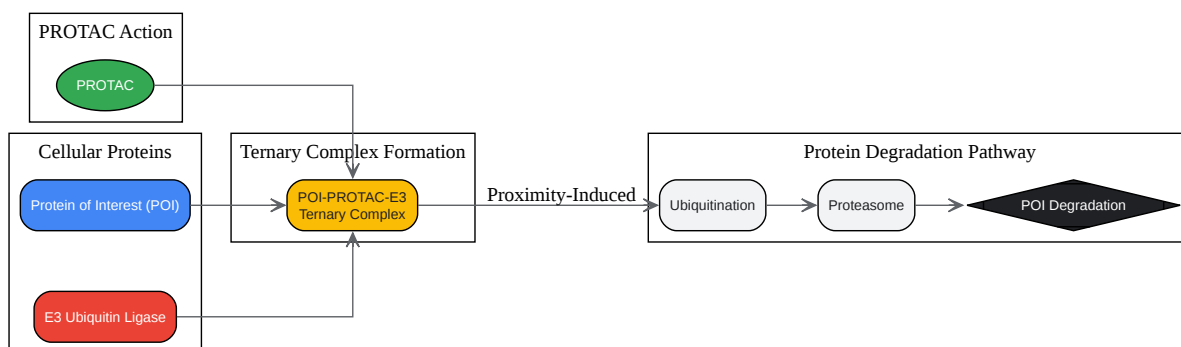 PROTAC Action
PROTAC
Cellular Proteins
Protein of Interest (POI)
E3 Ubiquitin Ligase
Ternary Complex Formation
POI-PROTAC-E3
Ternary Complex
Proximity-Induced
Protein Degradation Pathway
Ubiquitination
Proteasome
POI Degradation